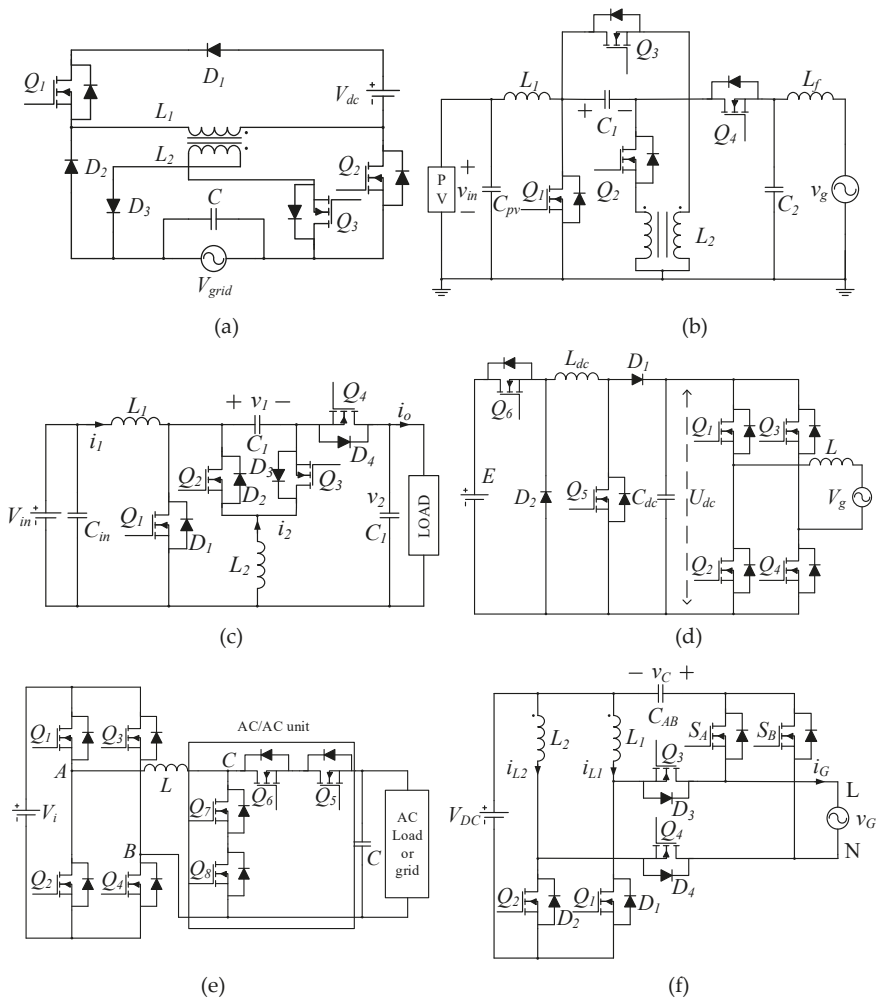 Q1
D1
Vdc
L1
L2
D2
Q2
D3
C
Q3
Vgrid
(a)
Q3
L1
+ −
C1
Q4
Lf
P
V
+
vin
−
Cpv
Q1
Q2
L2
C2
vg
(b)
+ v1 −
Q4
L1
i1
C1
io
Q2
D3
D2
Q3
D4
Vin
Cin
Q1
D1
i2
L2
v2
C1
LOAD
(c)
Ldc
D1
Q6
Q1
Q3
L
E
D2
Q5
Cdc
Udc
Vg
Q2
Q4
(d)
AC/AC unit
Q1
Q3
A
L
C
Q6
Q5
Vi
Q7
B
Q8
C
Q2
Q4
AC
Load
or
grid
(e)
− vC +
CAB
SA
SB
L2
L1
Q3
iL2
iL1
D3
iG
L
VDC
Q4
vG
N
D4
Q2
D2
Q1
D1
(f)